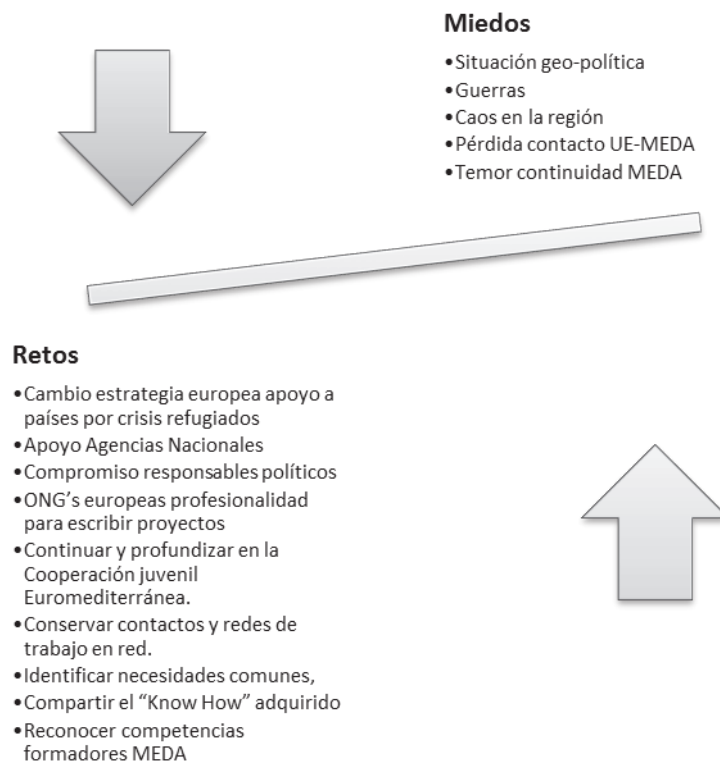 Miedos
•Situación geo-política
•Guerras
•Caos en la región
•Pérdida contacto UE-MEDA
•Temor continuidad MEDA
Retos
•Cambio estrategia europea apoyo a
países por crisis refugiados
•Apoyo Agencias Nacionales
•Compromiso responsables políticos
•ONG's europeas profesionalidad
para escribir proyectos
•Continuar y profundizar en la
Cooperación juvenil
Euromediterránea.
•Conservar contactos y redes de
trabajo en red.
•Identificar necesidades comunes,
•Compartir el “Know How” adquirido
•Reconocer competencias
formadores MEDA